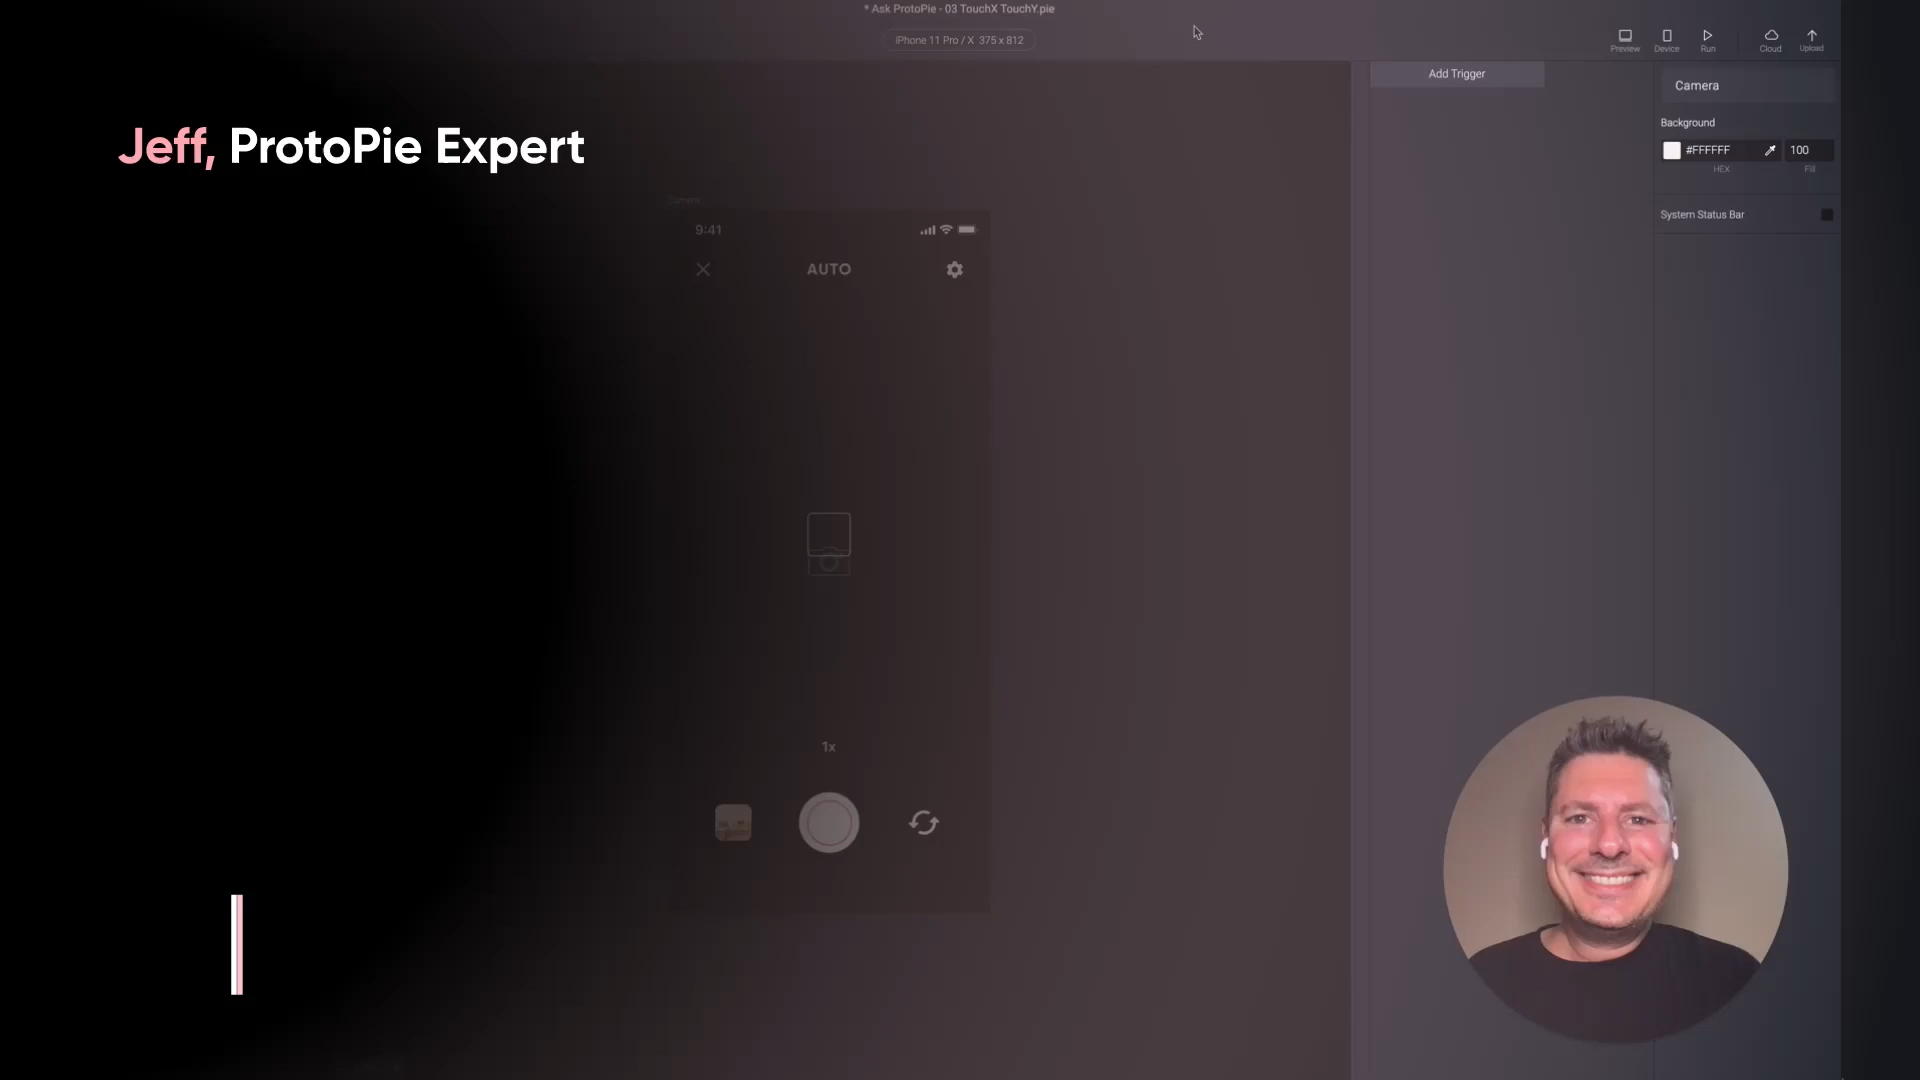 * Ask ProtoPie - 03 TouchX TouchY.pie
iPhone 11 Pro / X 375 x 812
Preview
Device
Run
Cloud
Upload
Add Trigger
Camera
Background
#FFFFFF
100
HEX
Fill
System Status Bar
Jeff, ProtoPie Expert
Camera
9:41
AUTO
1x